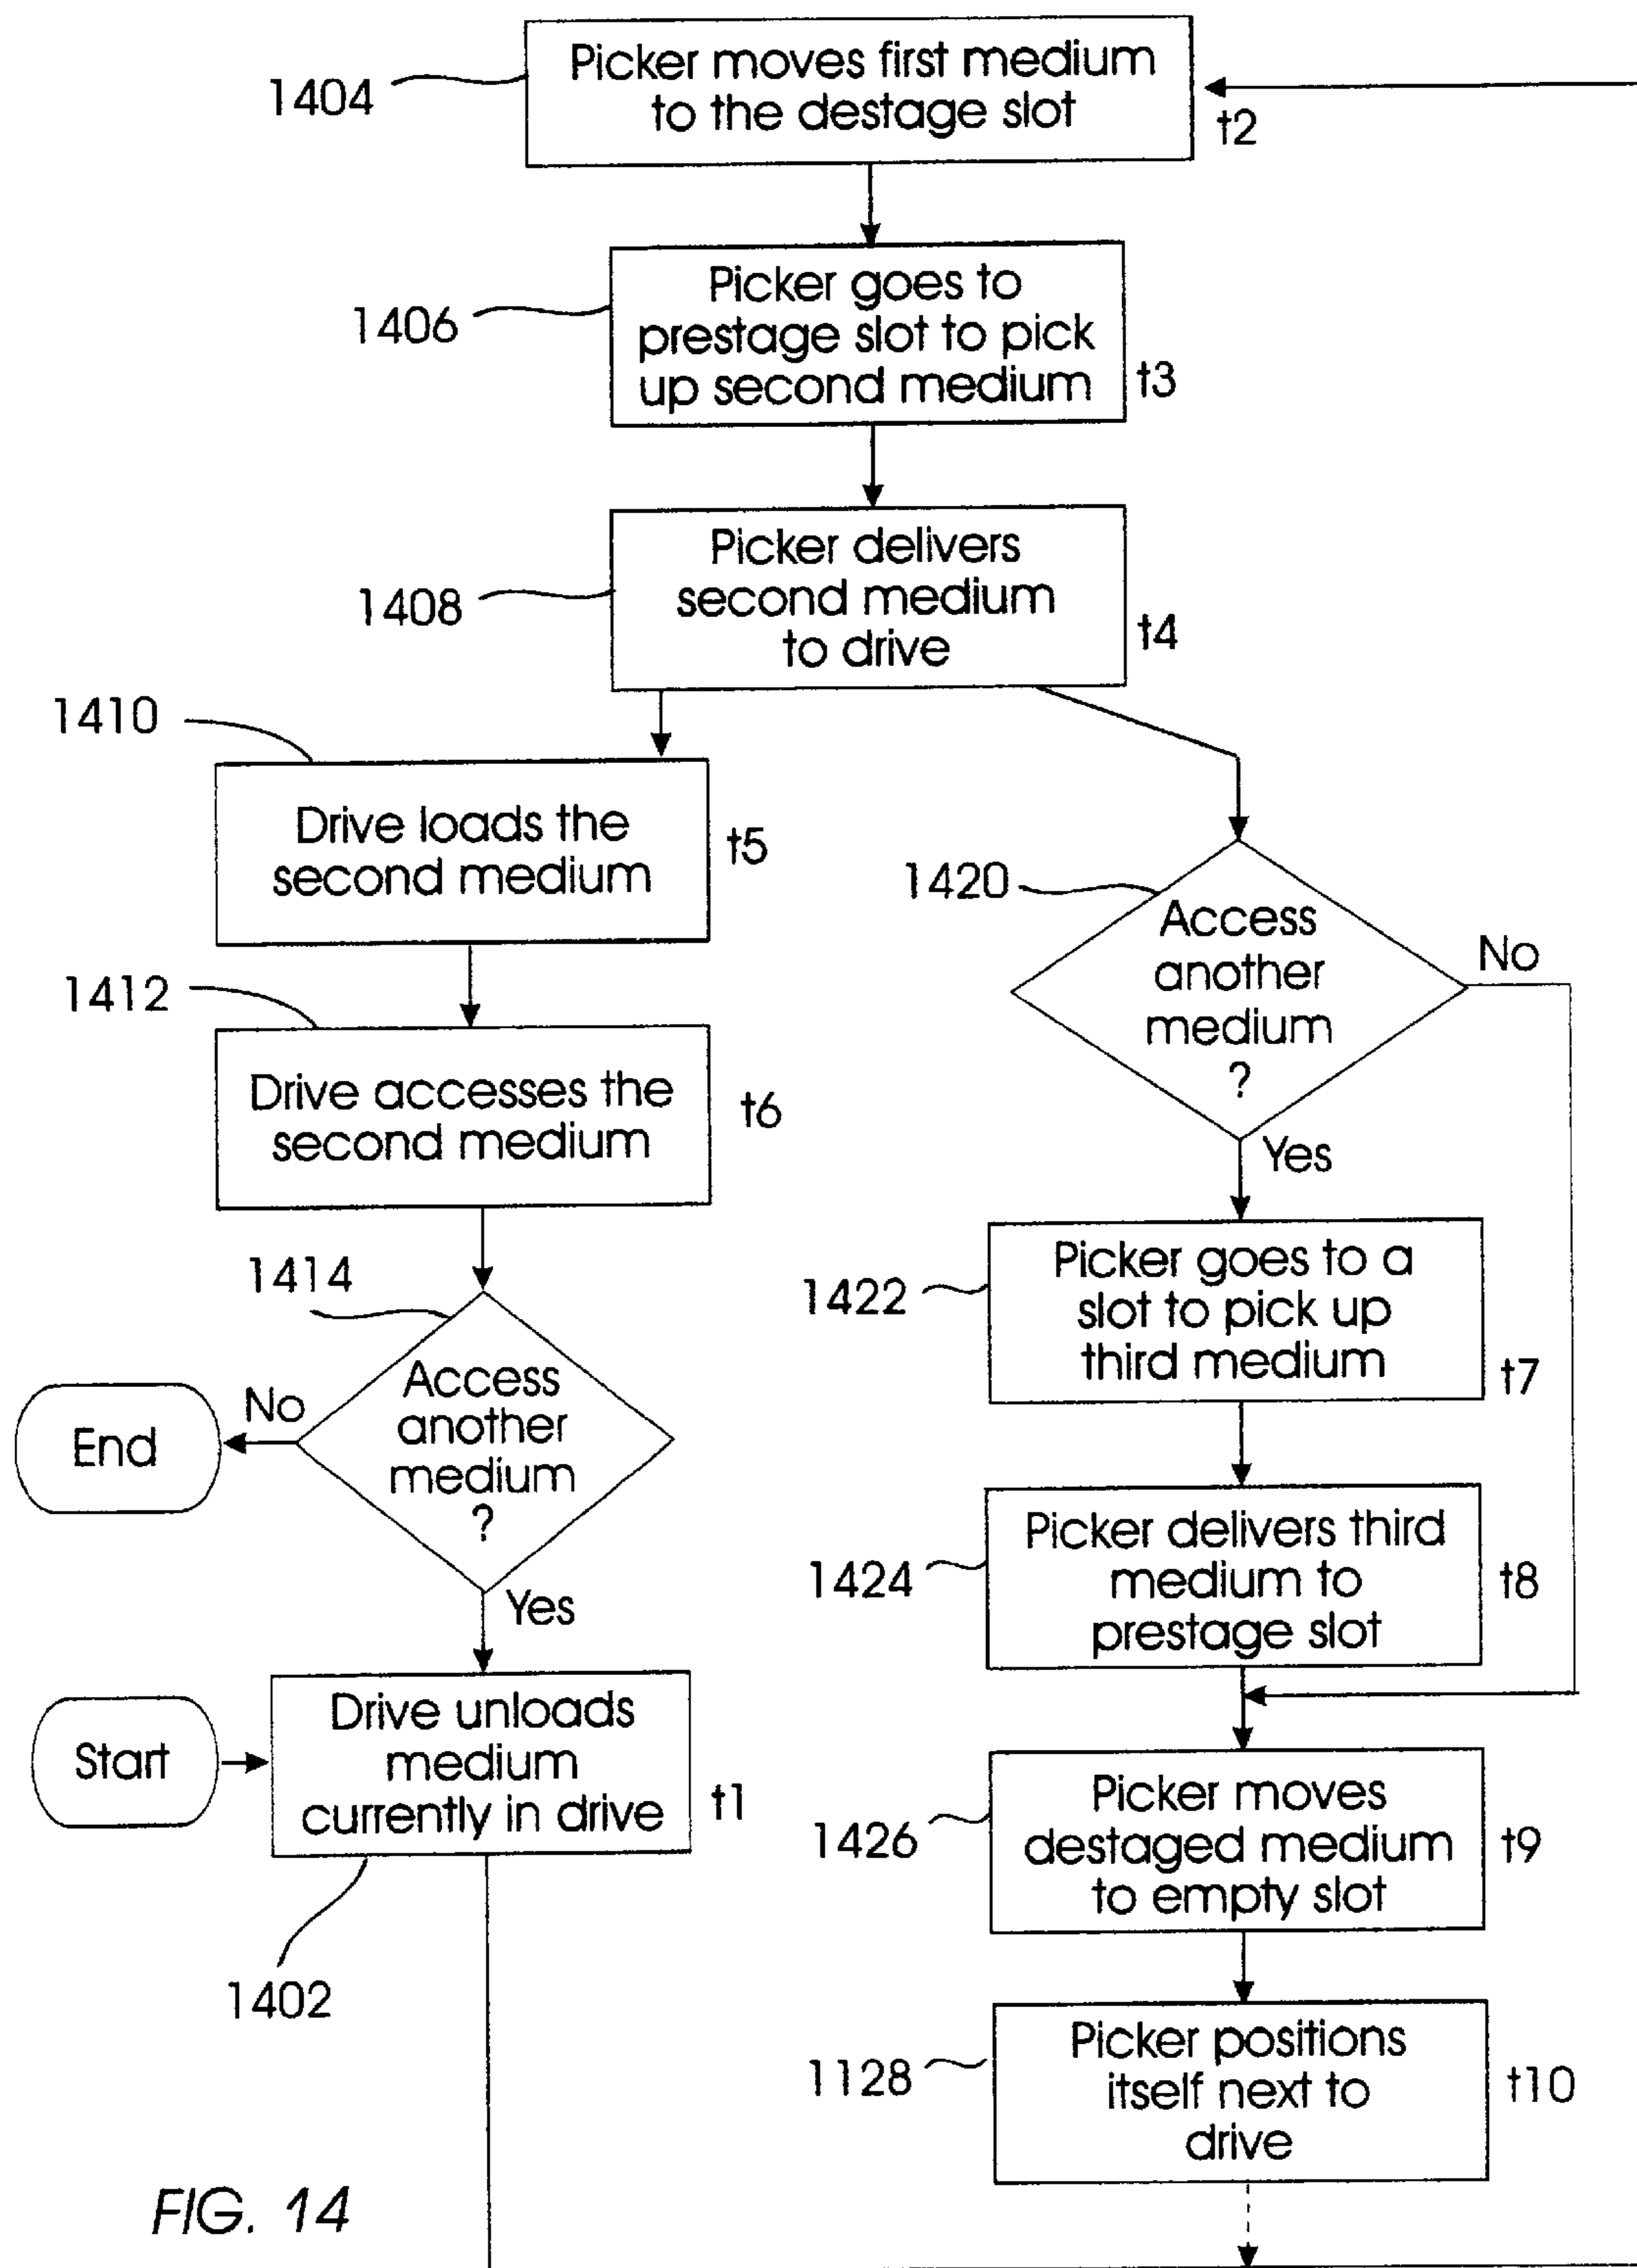 Picker moves first medium
to the destage slot
1404
t2
Picker goes to
prestage slot to pick
up second medium
1406
t3
Picker delivers
second medium
to drive
1408
t4
1410
Drive loads the
second medium
t5
1412
Drive accesses the
second medium
t6
1414
Access
another
medium
?
No
End
Yes
Start
Drive unloads
medium
currently in drive
t1
1402
1420
Access
another
medium
?
No
Yes
1422
Picker goes to a
slot to pick up
third medium
t7
1424
Picker delivers third
medium to
prestage slot
t8
1426
Picker moves
destaged medium
to empty slot
t9
1128
Picker positions
itself next to
drive
t10
FIG. 14